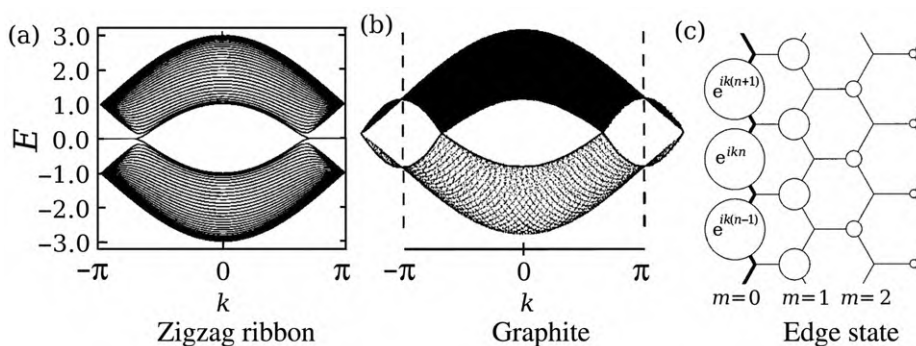 (a)
3.0
2.0
1.0
0.0
−1.0
−2.0
−3.0
E
−π 0 π
k
Zigzag ribbon
(b)
−π 0 π
k
Graphite
(c)
e^{ik(n+1)}
e^{ikn}
e^{ik(n−1)}
m=0 m=1 m=2
Edge state